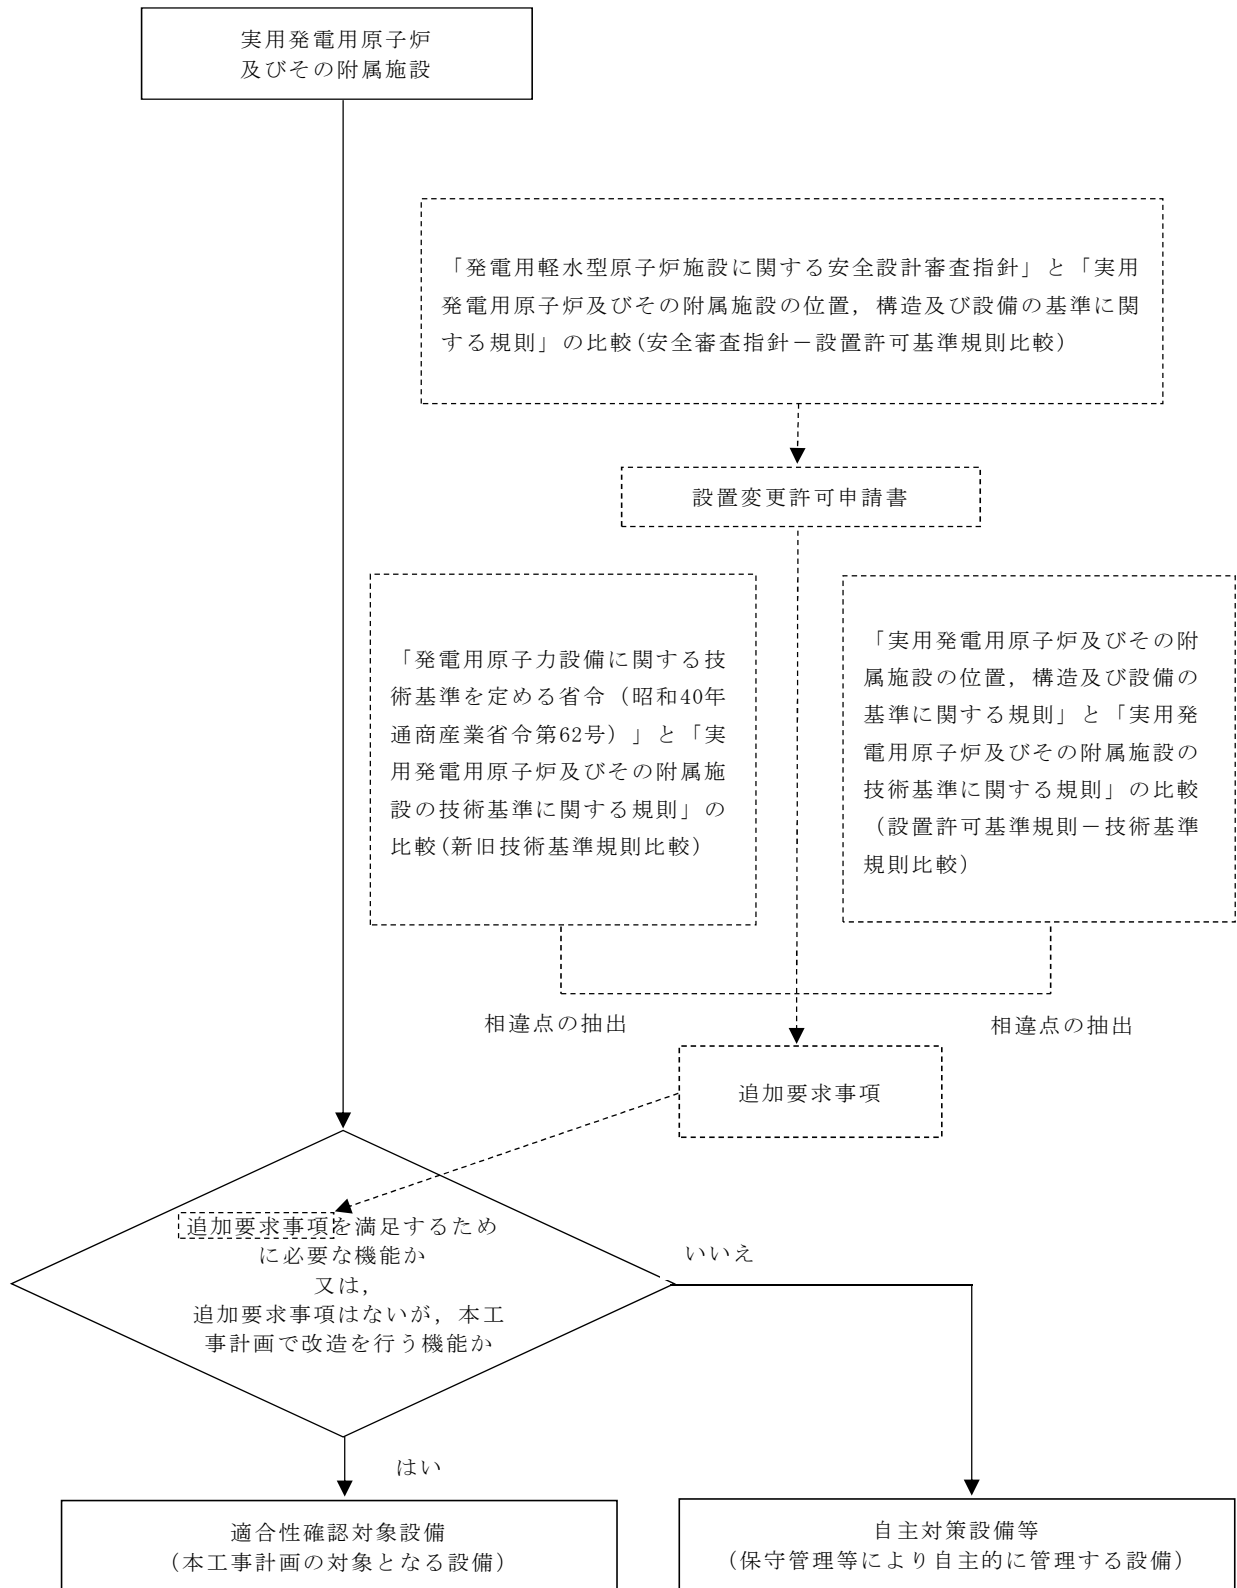 実用発電用原子炉
及びその附属施設
「発電用軽水型原子炉施設に関する安全設計審査指針」と「実用
発電用原子炉及びその附属施設の位置，構造及び設備の基準に関
する規則」の比較(安全審査指針－設置許可基準規則比較)
設置変更許可申請書
「発電用原子力設備に関する技
術基準を定める省令（昭和40年
通商産業省令第62号）」と「実
用発電用原子炉及びその附属施
設の技術基準に関する規則」の
比較(新旧技術基準規則比較)
「実用発電用原子炉及びその附
属施設の位置，構造及び設備の
基準に関する規則」と「実用発
電用原子炉及びその附属施設の
技術基準に関する規則」の比較
（設置許可基準規則－技術基準
規則比較）
相違点の抽出
相違点の抽出
追加要求事項
追加要求事項を満足するため
に必要な機能か
又は，
追加要求事項はないが，本工
事計画で改造を行う機能か
いいえ
はい
適合性確認対象設備
（本工事計画の対象となる設備）
自主対策設備等
（保守管理等により自主的に管理する設備）